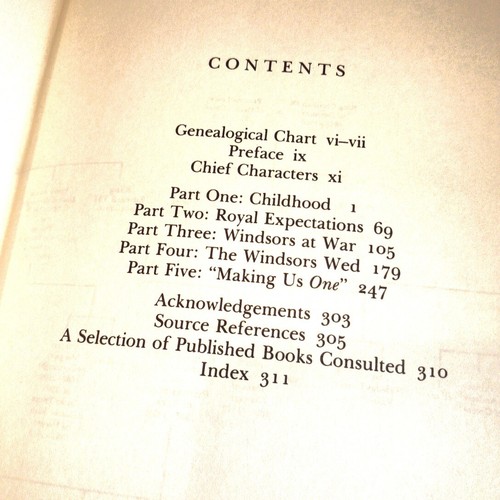 CONTENTS
Genealogical Chart vi–vii
Preface ix
Chief Characters xi
Part One: Childhood 1
Part Two: Royal Expectations 69
Part Three: Windsors at War 105
Part Four: The Windsors Wed 179
Part Five: “Making Us One” 247
Acknowledgements 303
Source References 305
A Selection of Published Books Consulted 310
Index 311